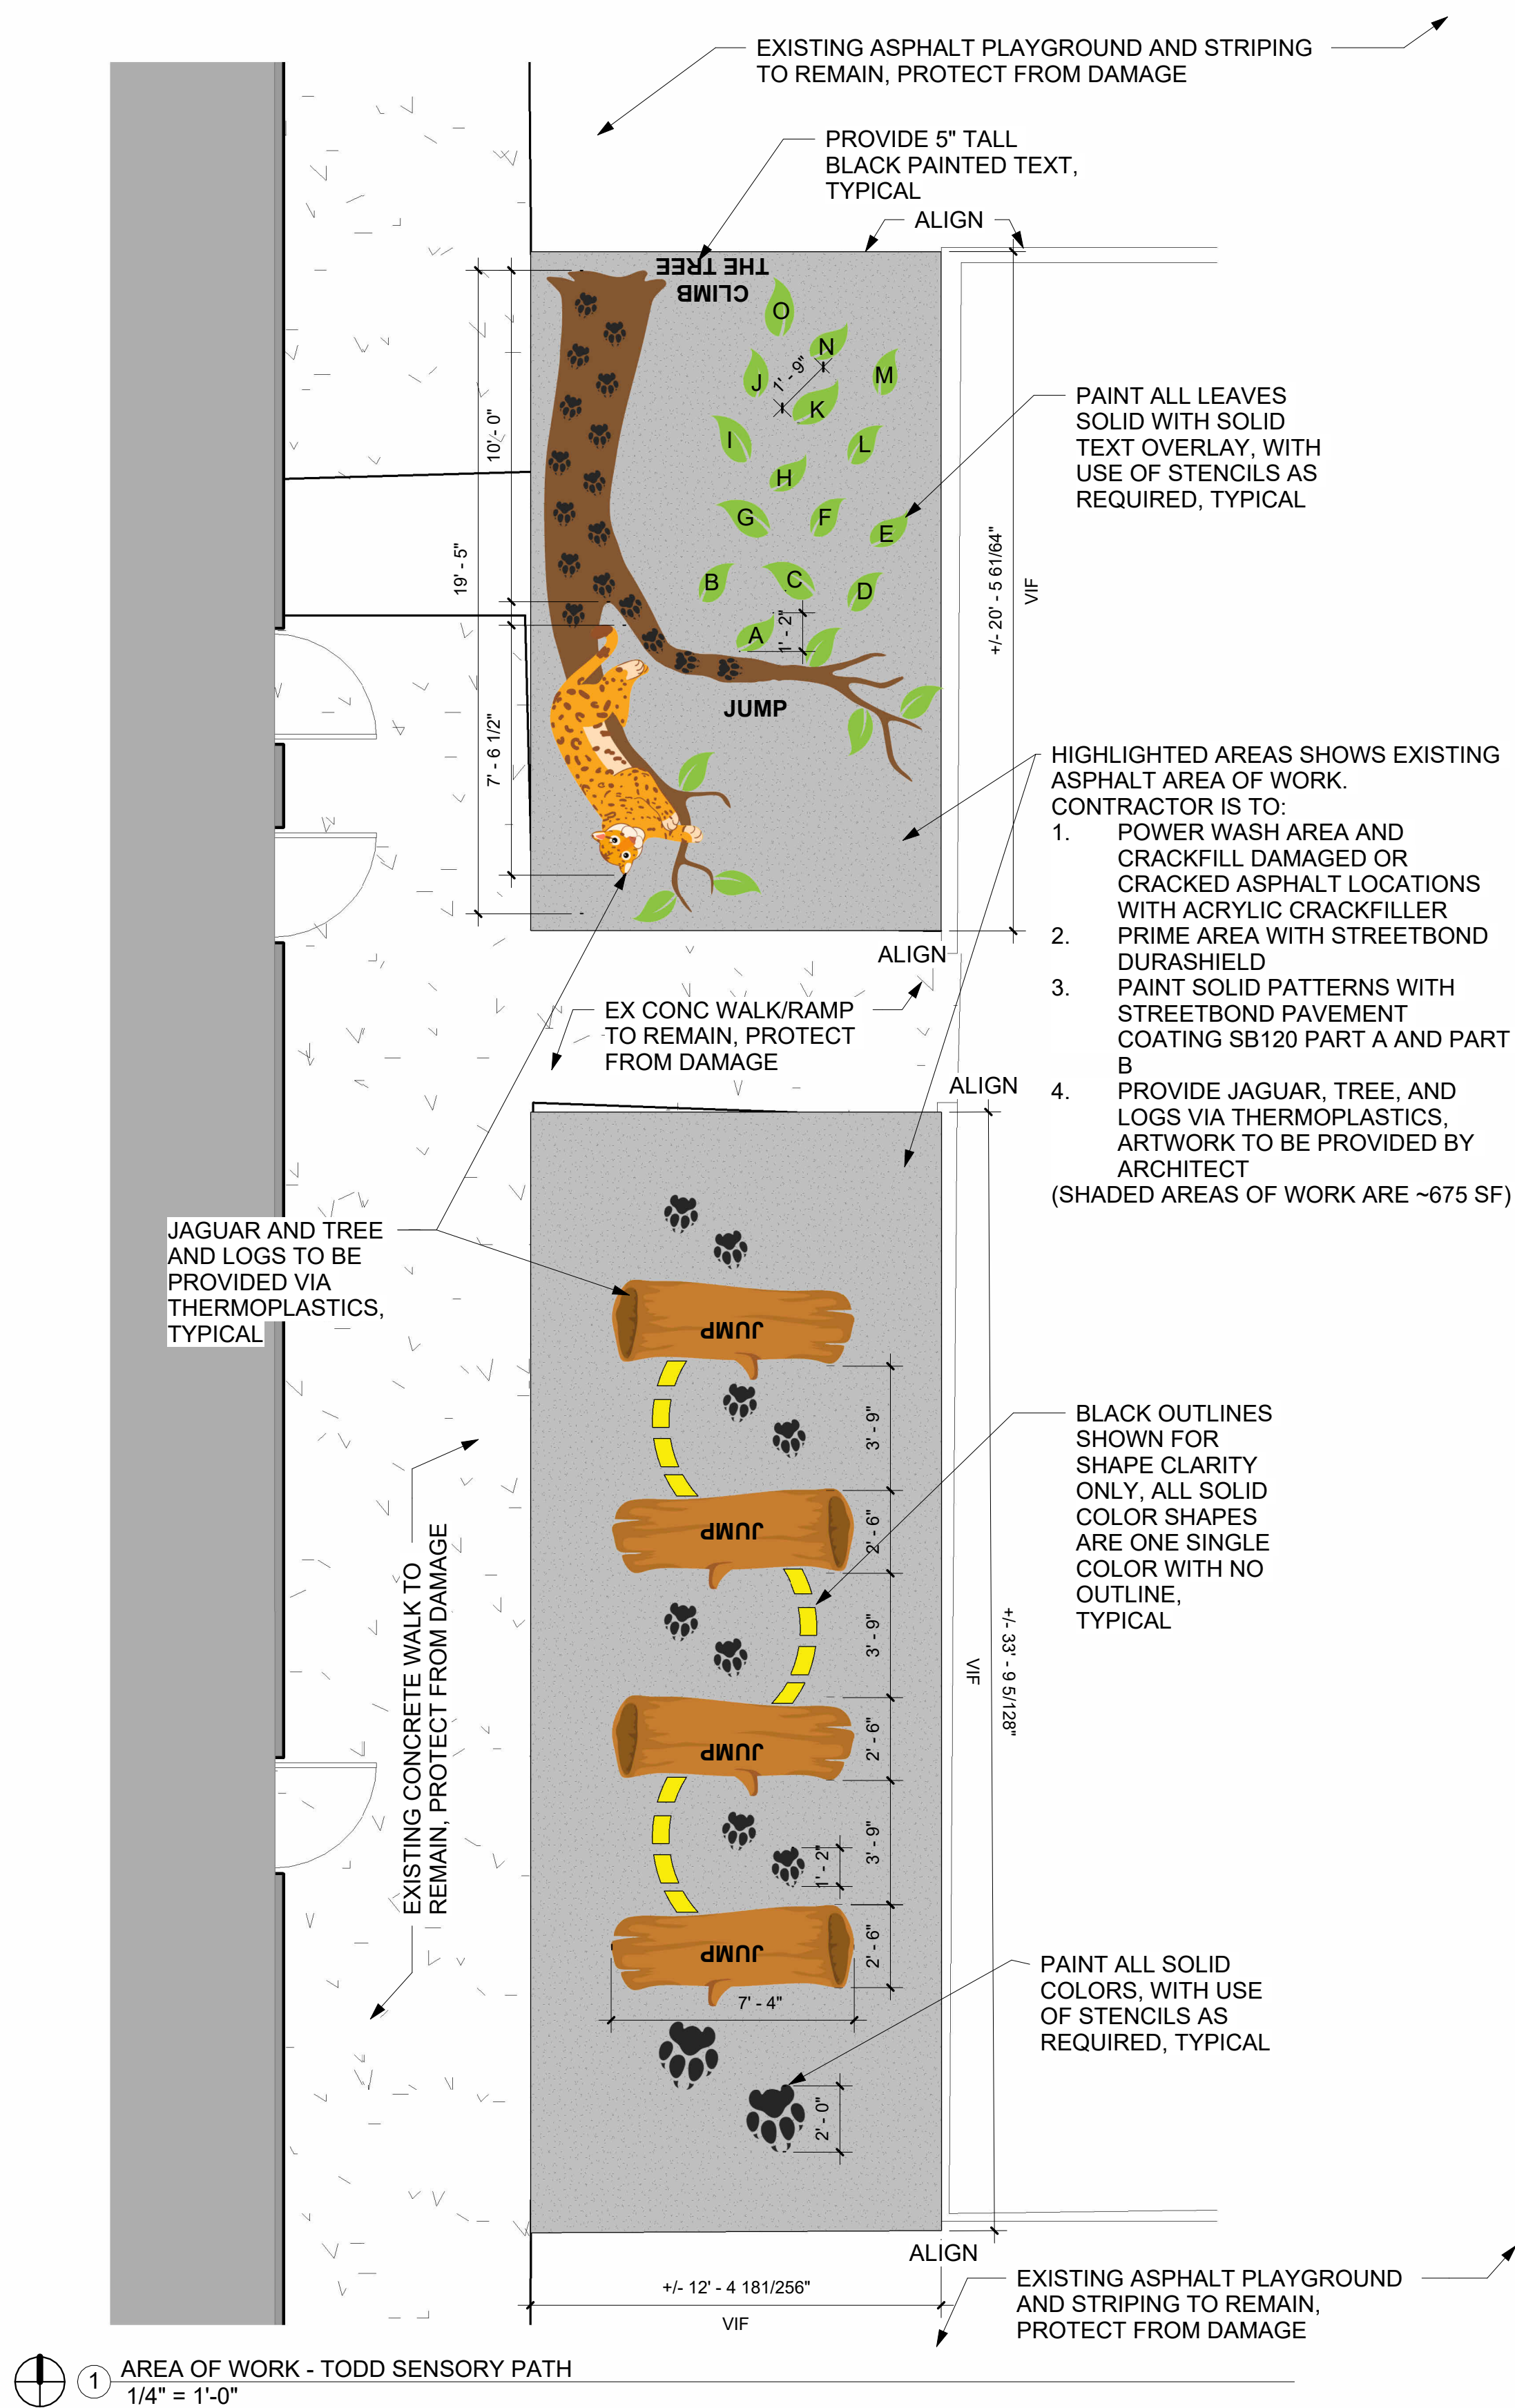 EXISTING ASPHALT PLAYGROUND AND STRIPING
TO REMAIN, PROTECT FROM DAMAGE
PROVIDE 5" TALL
BLACK PAINTED TEXT,
TYPICAL
ALIGN
CLIMB
THE TREE
O
N
J
1' - 9"
M
K
I
L
H
G
F
E
B
C
D
A
1' - 2"
JUMP
10' - 0"
19' - 5"
7' - 6 1/2"
+/- 20' - 5 61/64"
VIF
PAINT ALL LEAVES
SOLID WITH SOLID
TEXT OVERLAY, WITH
USE OF STENCILS AS
REQUIRED, TYPICAL
HIGHLIGHTED AREAS SHOWS EXISTING
ASPHALT AREA OF WORK.
CONTRACTOR IS TO:
1. POWER WASH AREA AND
CRACKFILL DAMAGED OR
CRACKED ASPHALT LOCATIONS
WITH ACRYLIC CRACKFILLER
2. PRIME AREA WITH STREETBOND
DURASHIELD
3. PAINT SOLID PATTERNS WITH
STREETBOND PAVEMENT
COATING SB120 PART A AND PART
B
4. PROVIDE JAGUAR, TREE, AND
LOGS VIA THERMOPLASTICS,
ARTWORK TO BE PROVIDED BY
ARCHITECT
(SHADED AREAS OF WORK ARE ~675 SF)
ALIGN
EX CONC WALK/RAMP
TO REMAIN, PROTECT
FROM DAMAGE
ALIGN
JAGUAR AND TREE
AND LOGS TO BE
PROVIDED VIA
THERMOPLASTICS,
TYPICAL
JUMP
3' - 9"
JUMP
2' - 6"
3' - 9"
JUMP
2' - 6"
3' - 9"
1' - 2"
JUMP
2' - 6"
7' - 4"
2' - 0"
+/- 33' - 9 5/128"
VIF
BLACK OUTLINES
SHOWN FOR
SHAPE CLARITY
ONLY, ALL SOLID
COLOR SHAPES
ARE ONE SINGLE
COLOR WITH NO
OUTLINE,
TYPICAL
EXISTING CONCRETE WALK TO
REMAIN, PROTECT FROM DAMAGE
PAINT ALL SOLID
COLORS, WITH USE
OF STENCILS AS
REQUIRED, TYPICAL
ALIGN
+/- 12' - 4 181/256"
VIF
EXISTING ASPHALT PLAYGROUND
AND STRIPING TO REMAIN,
PROTECT FROM DAMAGE
1
AREA OF WORK - TODD SENSORY PATH
1/4" = 1'-0"